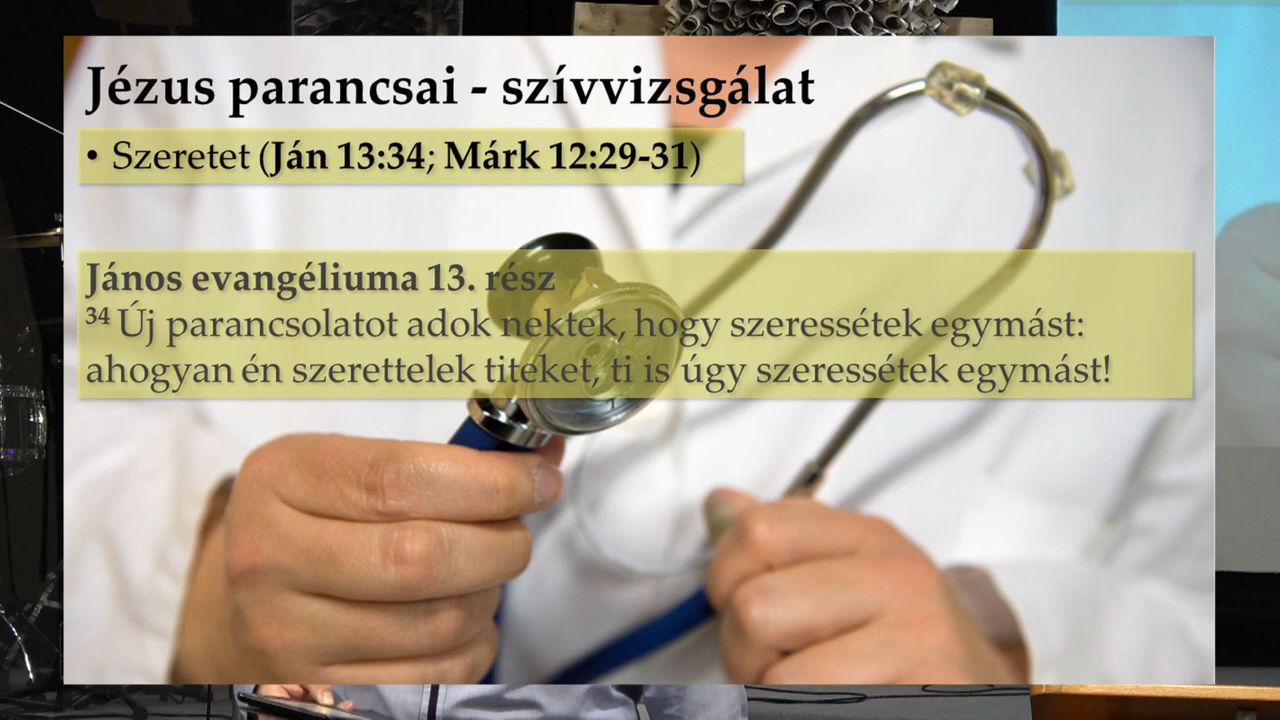 Jézus parancsai - szívvizsgálat
• Szeretet (Ján 13:34; Márk 12:29-31)
János evangéliuma 13. rész
34 Új parancsolatot adok nektek, hogy szeressétek egymást:
ahogyan én szerettelek titeket, ti is úgy szeressétek egymást!